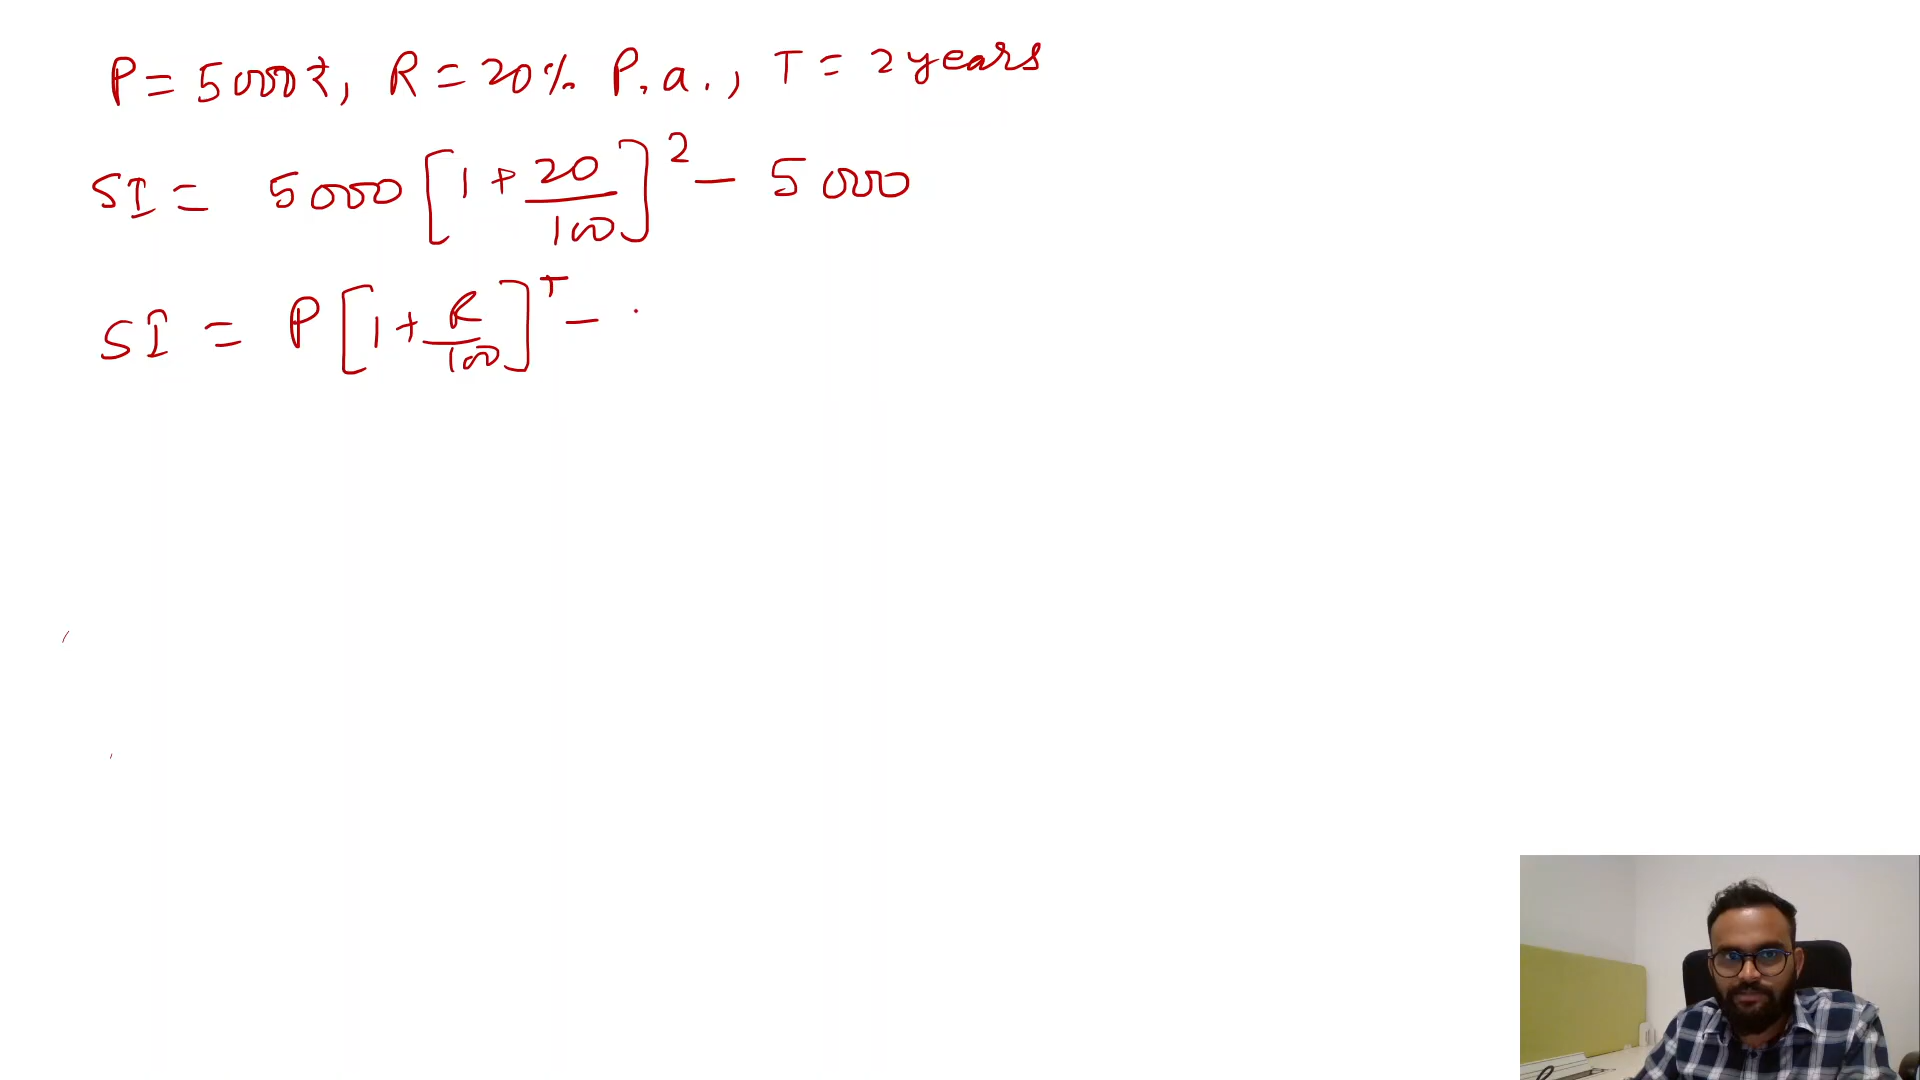 P = 5000₹, R = 20% P.a., T = 2 years
SI = 5000 [1 + 20/100]^2 - 5000
SI = P [1 + R/100]^T -